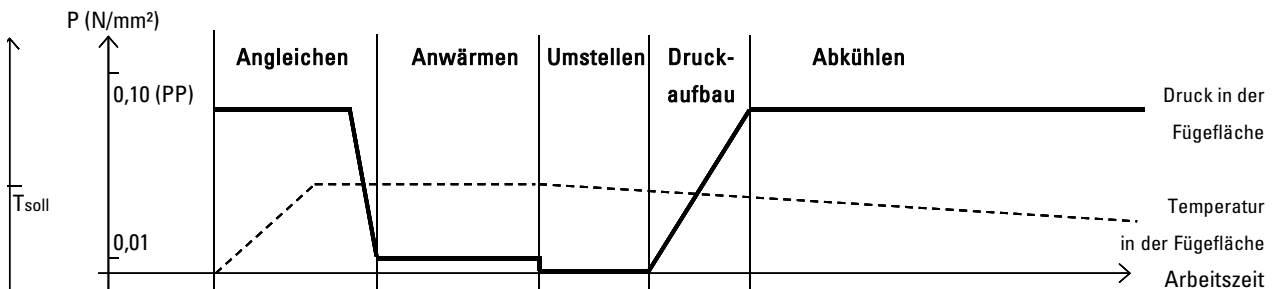 P (N/mm²)
Angleichen
Anwärmen
Umstellen
Druck-
aufbau
Abkühlen
0,10 (PP)
Druck in der
Fügefläche
Tsoll
0,01
Temperatur
in der Fügefläche
Arbeitszeit